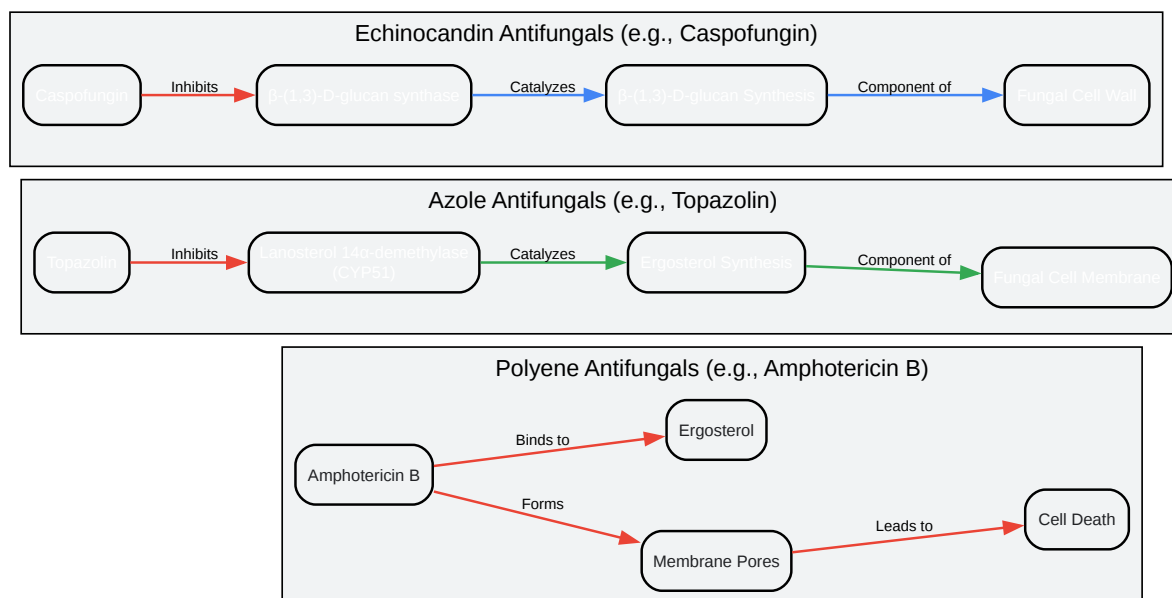 Echinocandin Antifungals (e.g., Caspofungin)
Caspofungin
Inhibits
β-(1,3)-D-glucan synthase
Catalyzes
β-(1,3)-D-glucan Synthesis
Component of
Fungal Cell Wall
Azole Antifungals (e.g., Topazolin)
Topazolin
Inhibits
Lanosterol 14α-demethylase
(CYP51)
Catalyzes
Ergosterol Synthesis
Component of
Fungal Cell Membrane
Polyene Antifungals (e.g., Amphotericin B)
Amphotericin B
Binds to
Ergosterol
Forms
Membrane Pores
Leads to
Cell Death